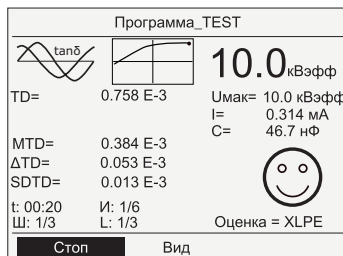 Программа_TEST
tanδ
10.0кВэфф
TD= 0.758 E-3
Uмак= 10.0 кВэфф
I= 0.314 мА
C= 46.7 нФ
MTD= 0.384 E-3
ΔTD= 0.053 E-3
SDTD= 0.013 E-3
t: 00:20 И: 1/6
Ш: 1/3 L: 1/3
Оценка = XLPE
Стоп Вид